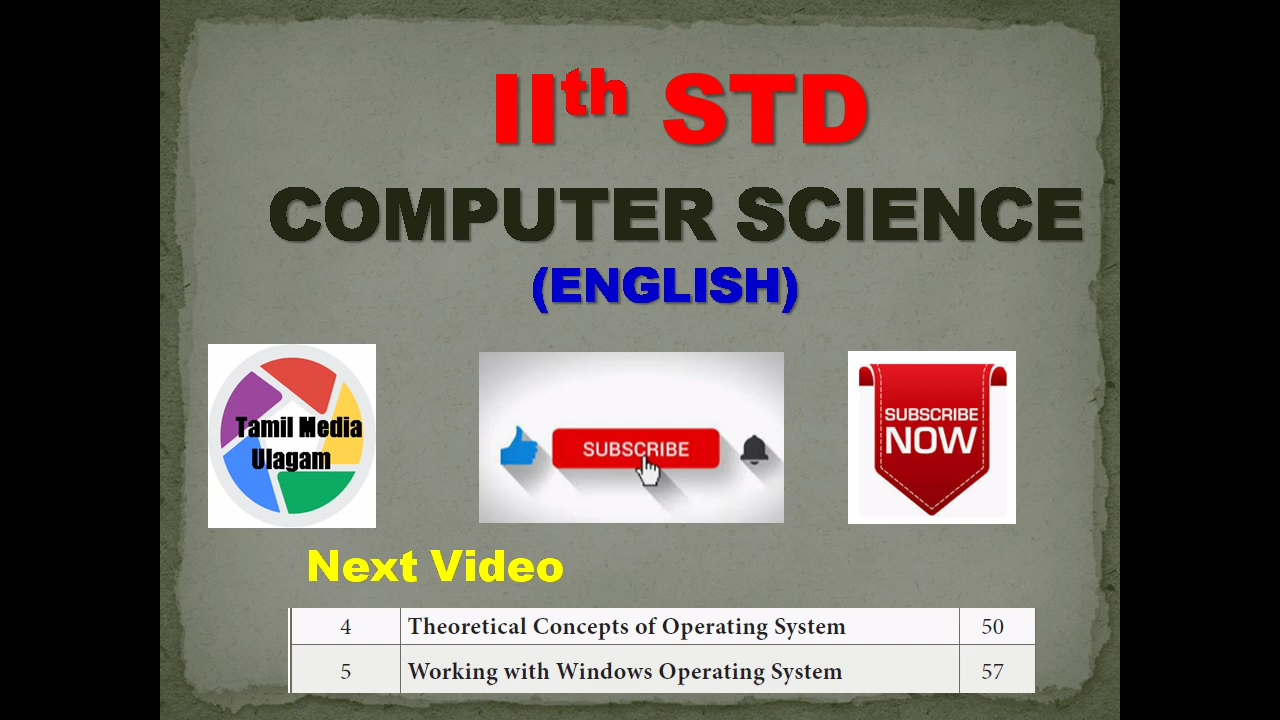 IIth STD
COMPUTER SCIENCE
(ENGLISH)
Tamil Media
Ulagam
SUBSCRIBE
SUBSCRIBE
NOW
Next Video
4 Theoretical Concepts of Operating System 50
5 Working with Windows Operating System 57